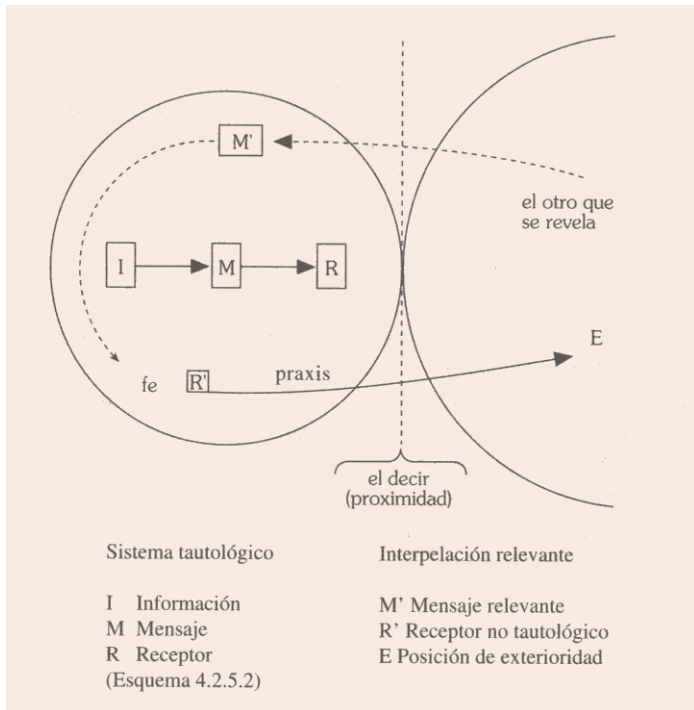 M'
el otro que
se revela
I M R
E
fe R' praxis
el decir
(proximidad)
Sistema tautológico
I Información
M Mensaje
R Receptor
(Esquema 4.2.5.2)
Interpelación relevante
M’ Mensaje relevante
R’ Receptor no tautológico
E Posición de exterioridad